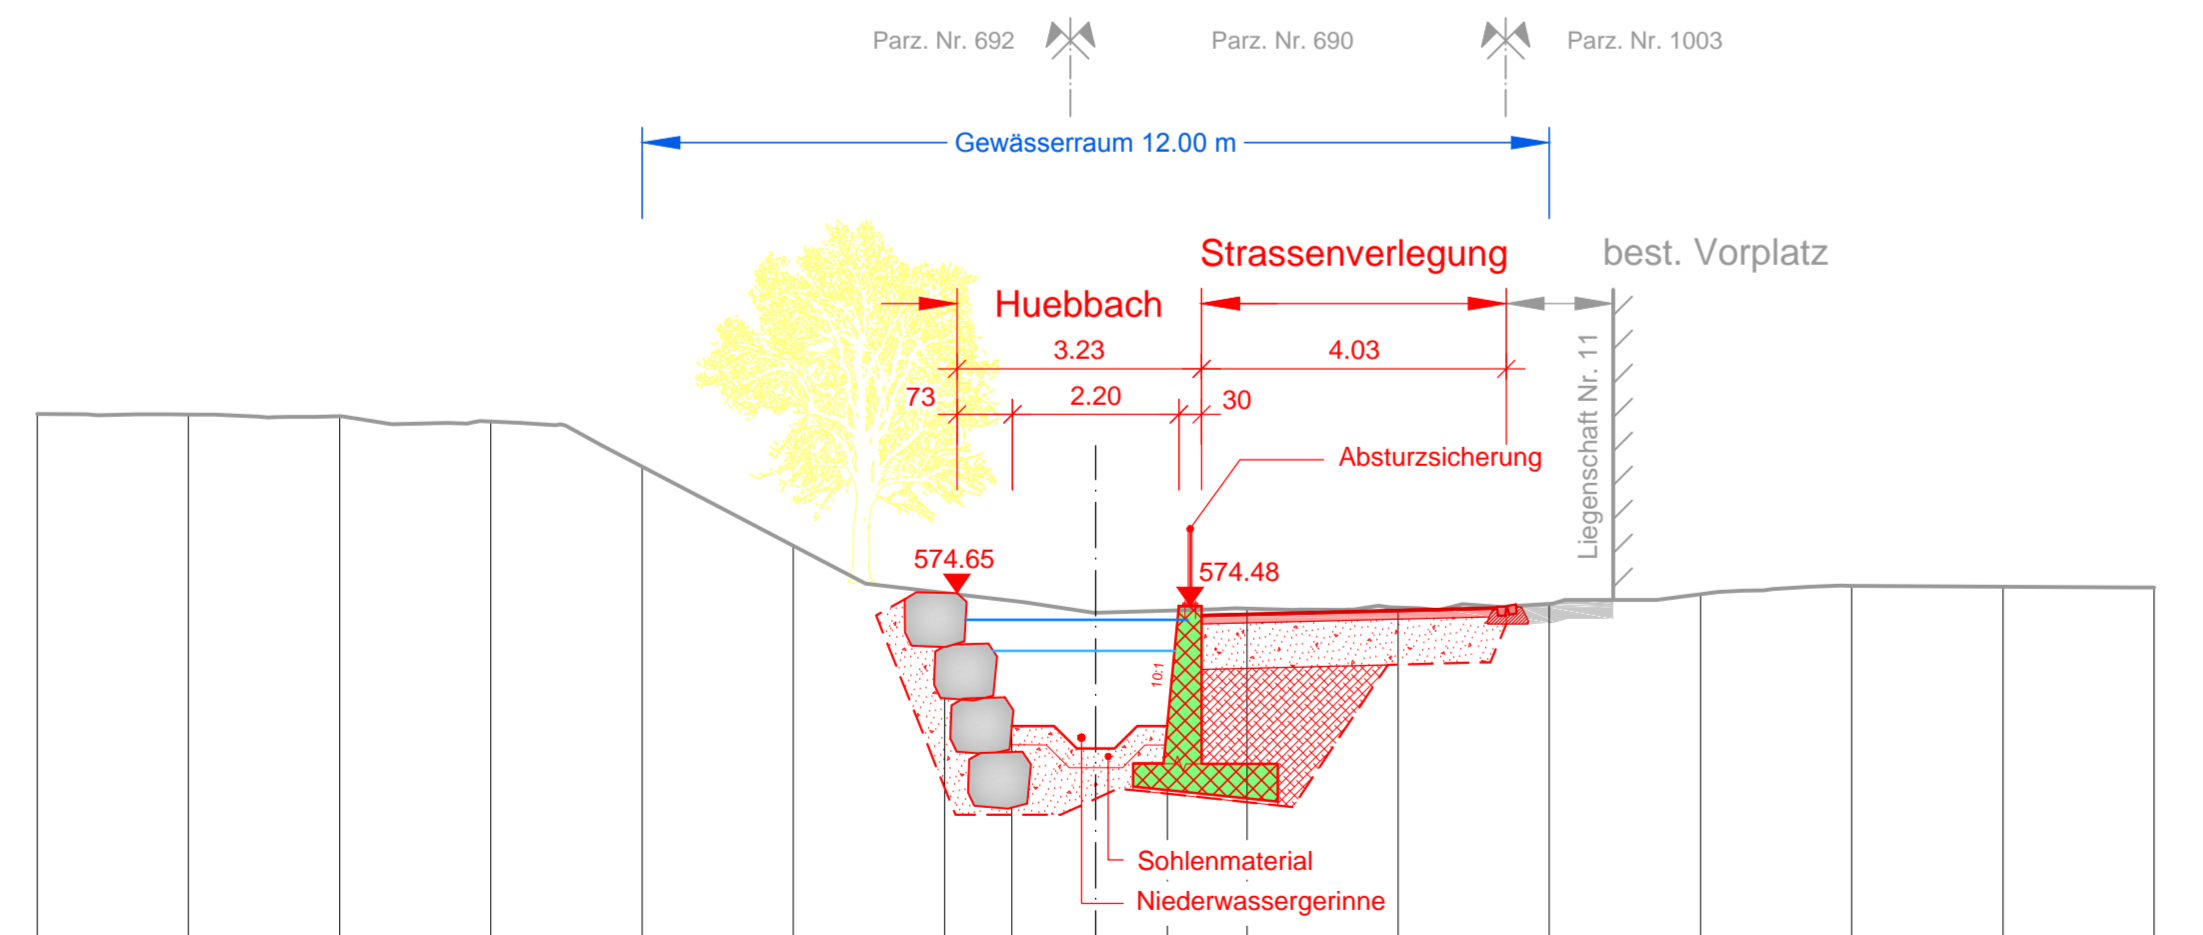 Parz. Nr. 692
Parz. Nr. 690
Parz. Nr. 1003
Gewässerraum 12.00 m
Strassenverlegung
best. Vorplatz
Huebbach
3.23
4.03
73
2.20
30
Absturzsicherung
Liegenschaft Nr. 11
574.65
574.48
10:1
Sohlenmaterial
Niederwassergerinne